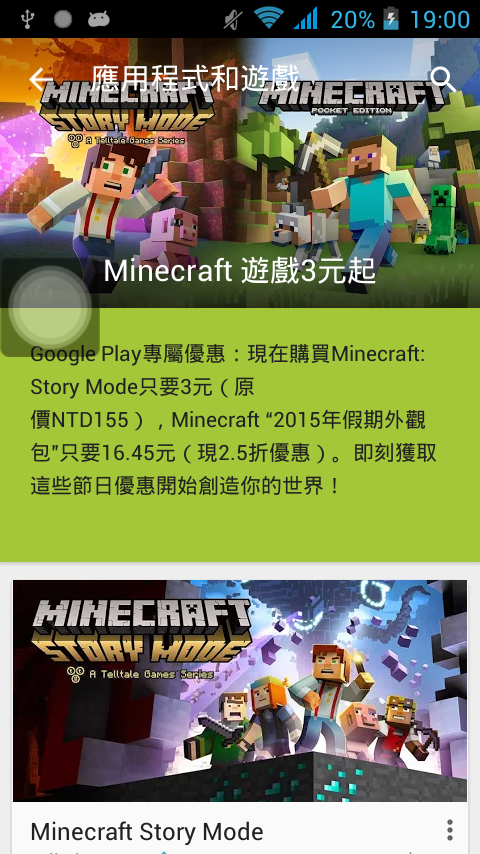 20% 19:00
應用程式和遊戲
MINECRAFT
STORY MODE
A Telltale Games Series
MINECRAFT
POCKET EDITION
Minecraft 遊戲3元起
Google Play專屬優惠：現在購買Minecraft:
Story Mode只要3元（原
價NTD155），Minecraft “2015年假期外觀
包”只要16.45元（現2.5折優惠）。即刻獲取
這些節日優惠開始創造你的世界！
MINECRAFT
STORY MODE
A Telltale Games Series
Minecraft Story Mode